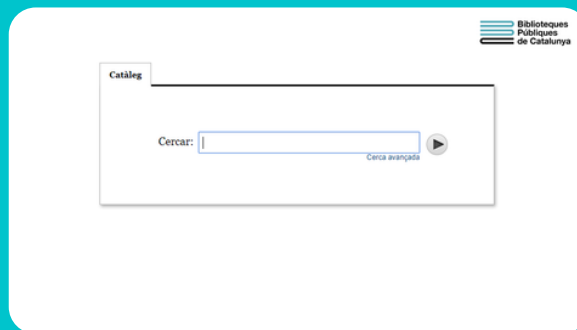 Biblioteques
Públiques
de Catalunya
Catàleg
Cercar:
Cerca avançada